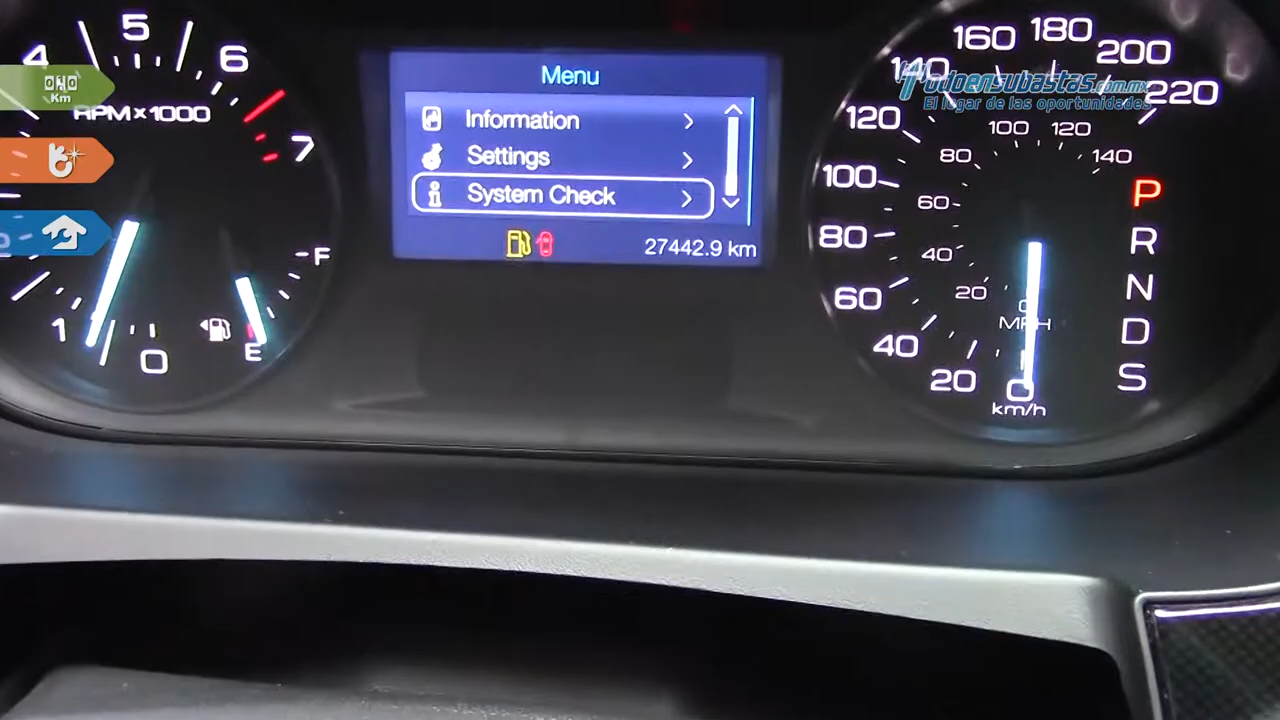 4
5
6
7
RPM×1000
1
0
F
E
Km
Menu
Information
Settings
System Check
27442.9 km
Todoensubastas.com.mx
El lugar de las oportunidades
0
20
40
60
80
100
120
140
160
180
200
220
km/h
0
20
40
60
80
100
120
140
MPH
P
R
N
D
S